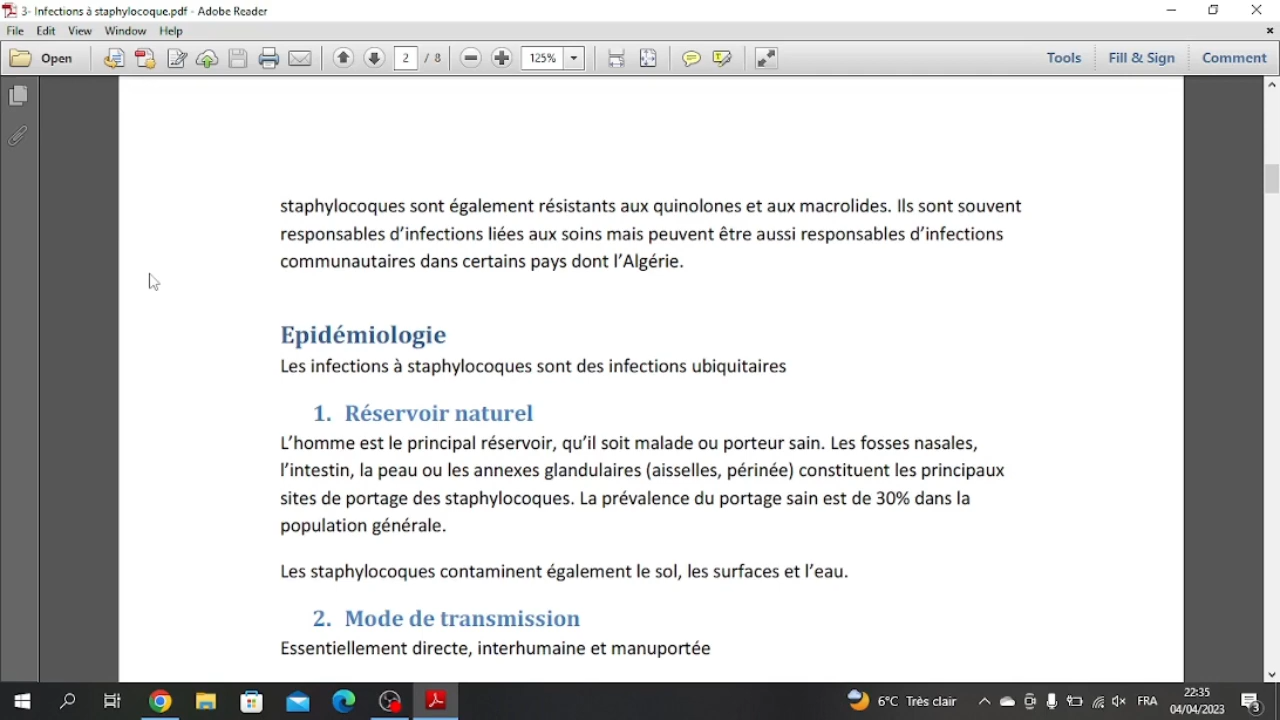 3- Infections à staphylocoque.pdf - Adobe Reader
File Edit View Window Help
Open 2 / 8 125% Tools Fill & Sign Comment
staphylocoques sont également résistants aux quinolones et aux macrolides. Ils sont souvent
responsables d’infections liées aux soins mais peuvent être aussi responsables d’infections
communautaires dans certains pays dont l’Algérie.
Epidémiologie
Les infections à staphylocoques sont des infections ubiquitaires
1. Réservoir naturel
L’homme est le principal réservoir, qu’il soit malade ou porteur sain. Les fosses nasales,
l’intestin, la peau ou les annexes glandulaires (aisselles, périnée) constituent les principaux
sites de portage des staphylocoques. La prévalence du portage sain est de 30% dans la
population générale.
Les staphylocoques contaminent également le sol, les surfaces et l’eau.
2. Mode de transmission
Essentiellement directe, interhumaine et manuportée
6°C Très clair FRA 22:35
04/04/2023 3